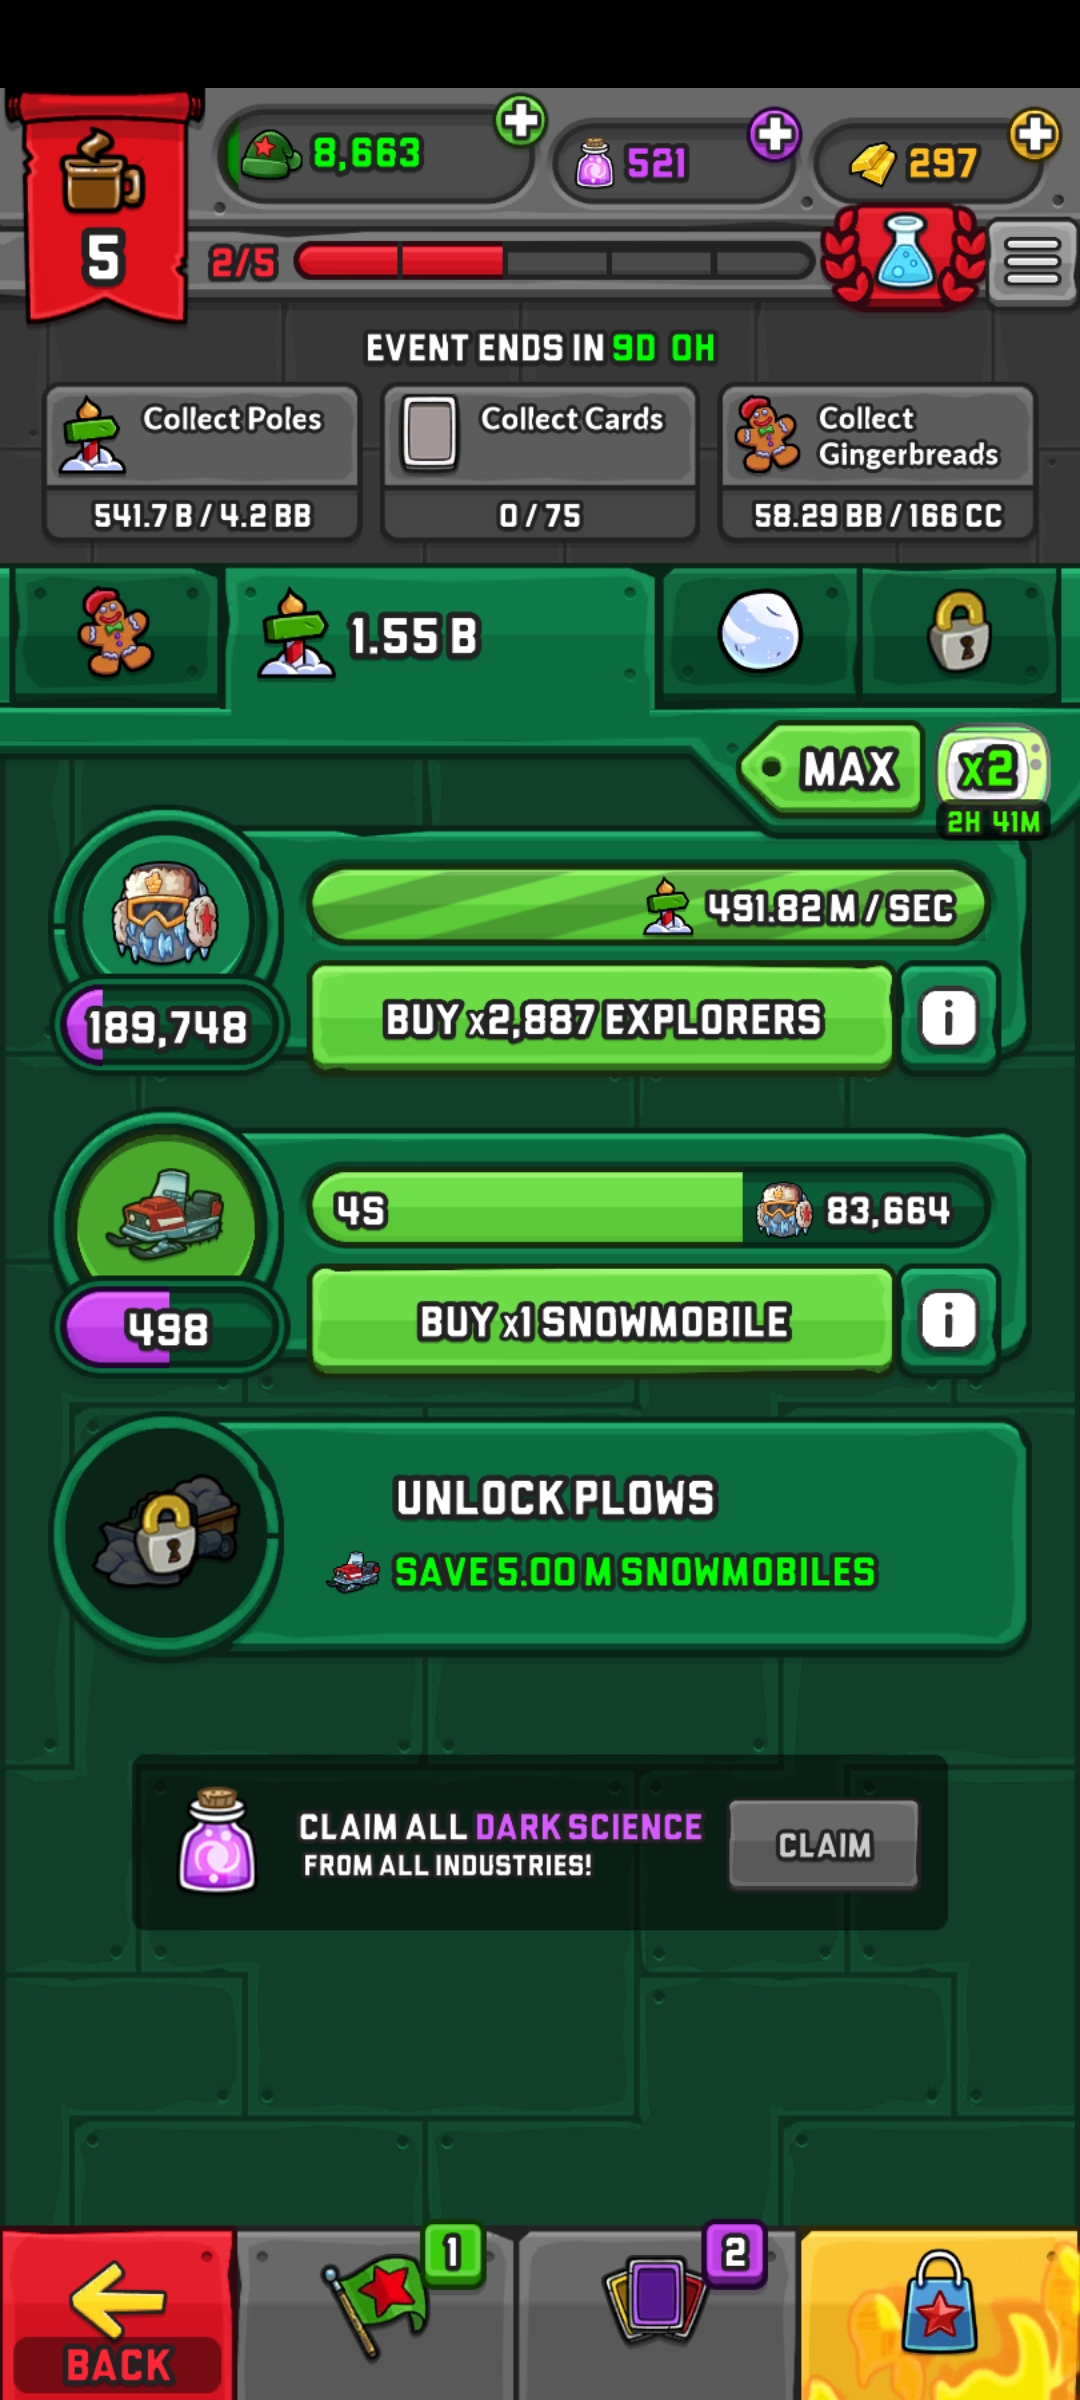 8,663
521
297
5
2/5
EVENT ENDS IN 9D 0H
Collect Poles
541.7 B / 4.2 BB
Collect Cards
0 / 75
Collect
Gingerbreads
58.29 BB / 166 CC
1.55 B
MAX
x2
2H 41M
491.82 M / SEC
189,748
BUY x2,887 EXPLORERS
i
4S
83,664
498
BUY x1 SNOWMOBILE
i
UNLOCK PLOWS
SAVE 5.00 M SNOWMOBILES
CLAIM ALL DARK SCIENCE
FROM ALL INDUSTRIES!
CLAIM
1
2
BACK